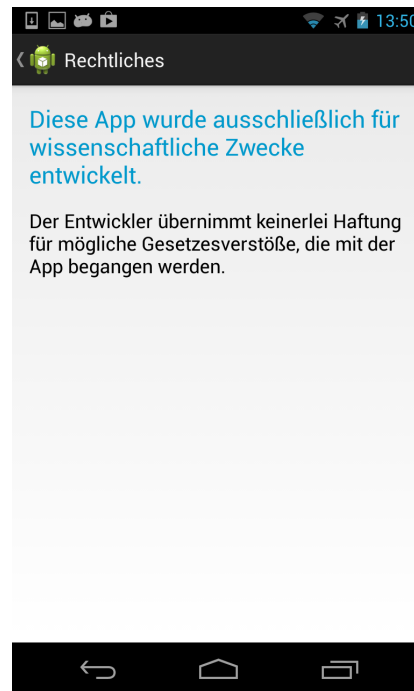 13:50
Rechtliches
Diese App wurde ausschließlich für
wissenschaftliche Zwecke
entwickelt.
Der Entwickler übernimmt keinerlei Haftung
für mögliche Gesetzesverstöße, die mit der
App begangen werden.